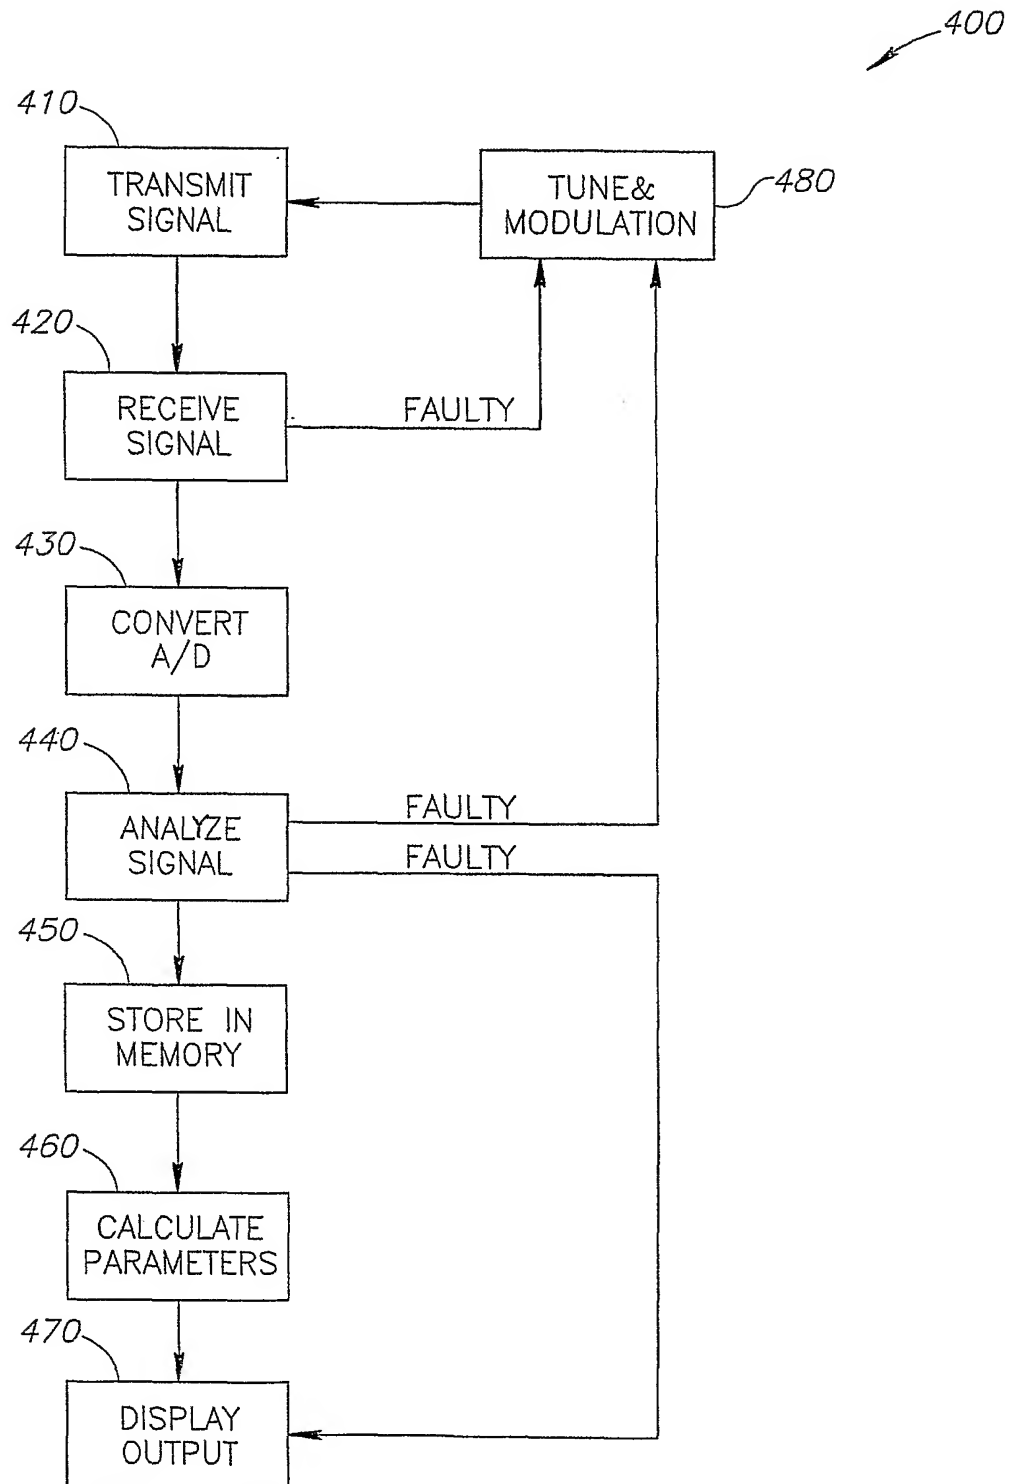 400
410
TRANSMIT
SIGNAL
TUNE&
MODULATION
480
420
RECEIVE
SIGNAL
FAULTY
430
CONVERT
A/D
440
ANALYZE
SIGNAL
FAULTY
FAULTY
450
STORE IN
MEMORY
460
CALCULATE
PARAMETERS
470
DISPLAY
OUTPUT